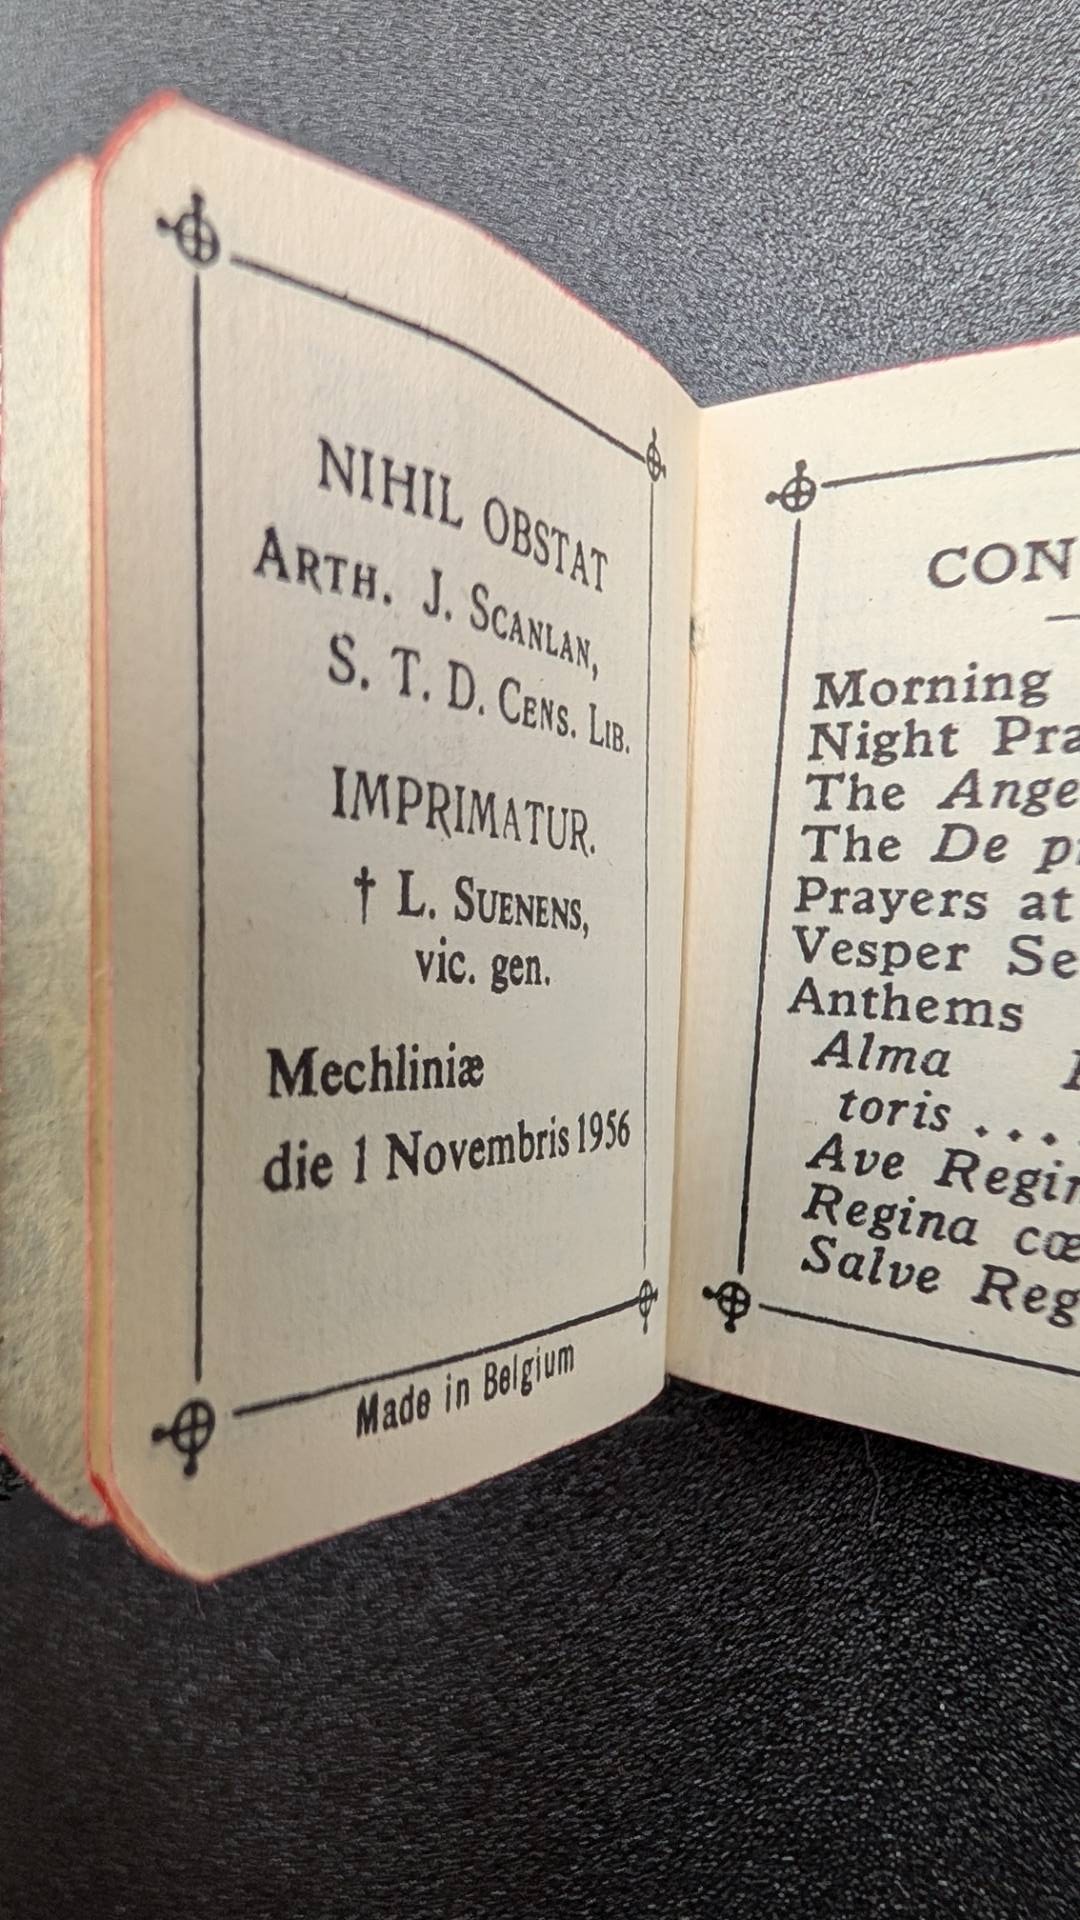 NIHIL OBSTAT
ARTH. J. SCANLAN,
S. T. D. CENS. LIB.
IMPRIMATUR.
† L. SUENENS,
vic. gen.
Mechliniæ
die 1 Novembris 1956
Made in Belgium
Morning
Night
The
The De
Prayers at
Vesper
Anthems
Alma
toris . . . .
Ave
Regina
Salve